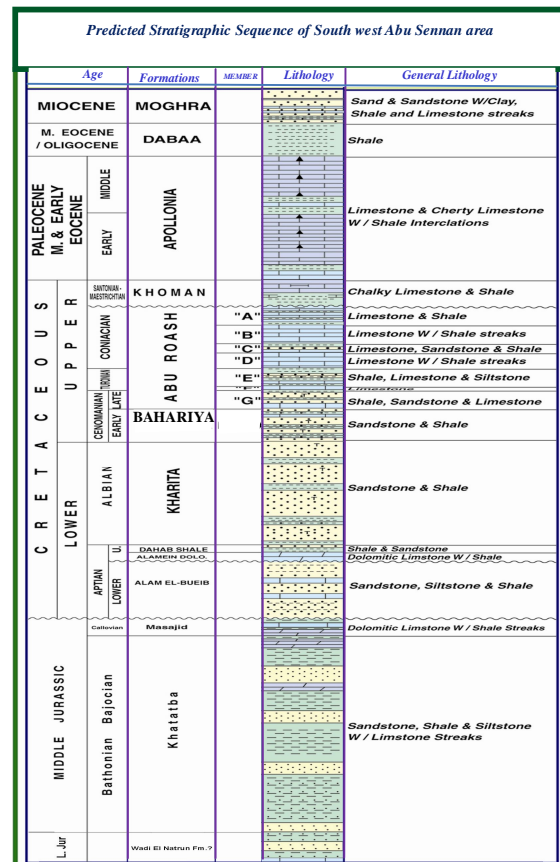 Predicted Stratigraphic Sequence of South west Abu Sennan area
Age Formations MEMBER Lithology General Lithology
MIOCENE MOGHRA
Sand & Sandstone W/Clay,
Shale and Limestone streaks
M. EOCENE
/ OLIGOCENE
DABAA
Shale
PALEOCENE
M. & EARLY
EOCENE
MIDDLE
EARLY
APOLLONIA
Limestone & Cherty Limestone
W / Shale Interclations
CRETACEOUS
UPPER
SANTONIAN -
MAESTRICHTIAN
KHOMAN
Chalky Limestone & Shale
CONIACIAN
ABU ROASH
"A"
Limestone & Shale
"B"
Limestone W / Shale streaks
"C"
Limestone, Sandstone & Shale
"D"
Limestone W / Shale streaks
TURONIAN
"E"
Shale, Limestone & Siltstone
CENOMANIAN
LATE
"G"
Shale, Sandstone & Limestone
EARLY
BAHARIYA
Sandstone & Shale
LOWER
ALBIAN
KHARITA
Sandstone & Shale
APTIAN
U.
DAHAB SHALE
Shale & Sandstone
ALAMEIN DOLO.
Dolomitic Limestone W / Shale
LOWER
ALAM EL-BUEIB
Sandstone, Siltstone & Shale
MIDDLE JURASSIC
Callovian
Masajid
Dolomitic Limstone W / Shale Streaks
Bathonian Bajocian
Khatatba
Sandstone, Shale & Siltstone
W / Limstone Streaks
L. Jur
Wadi El Natrun Fm.?